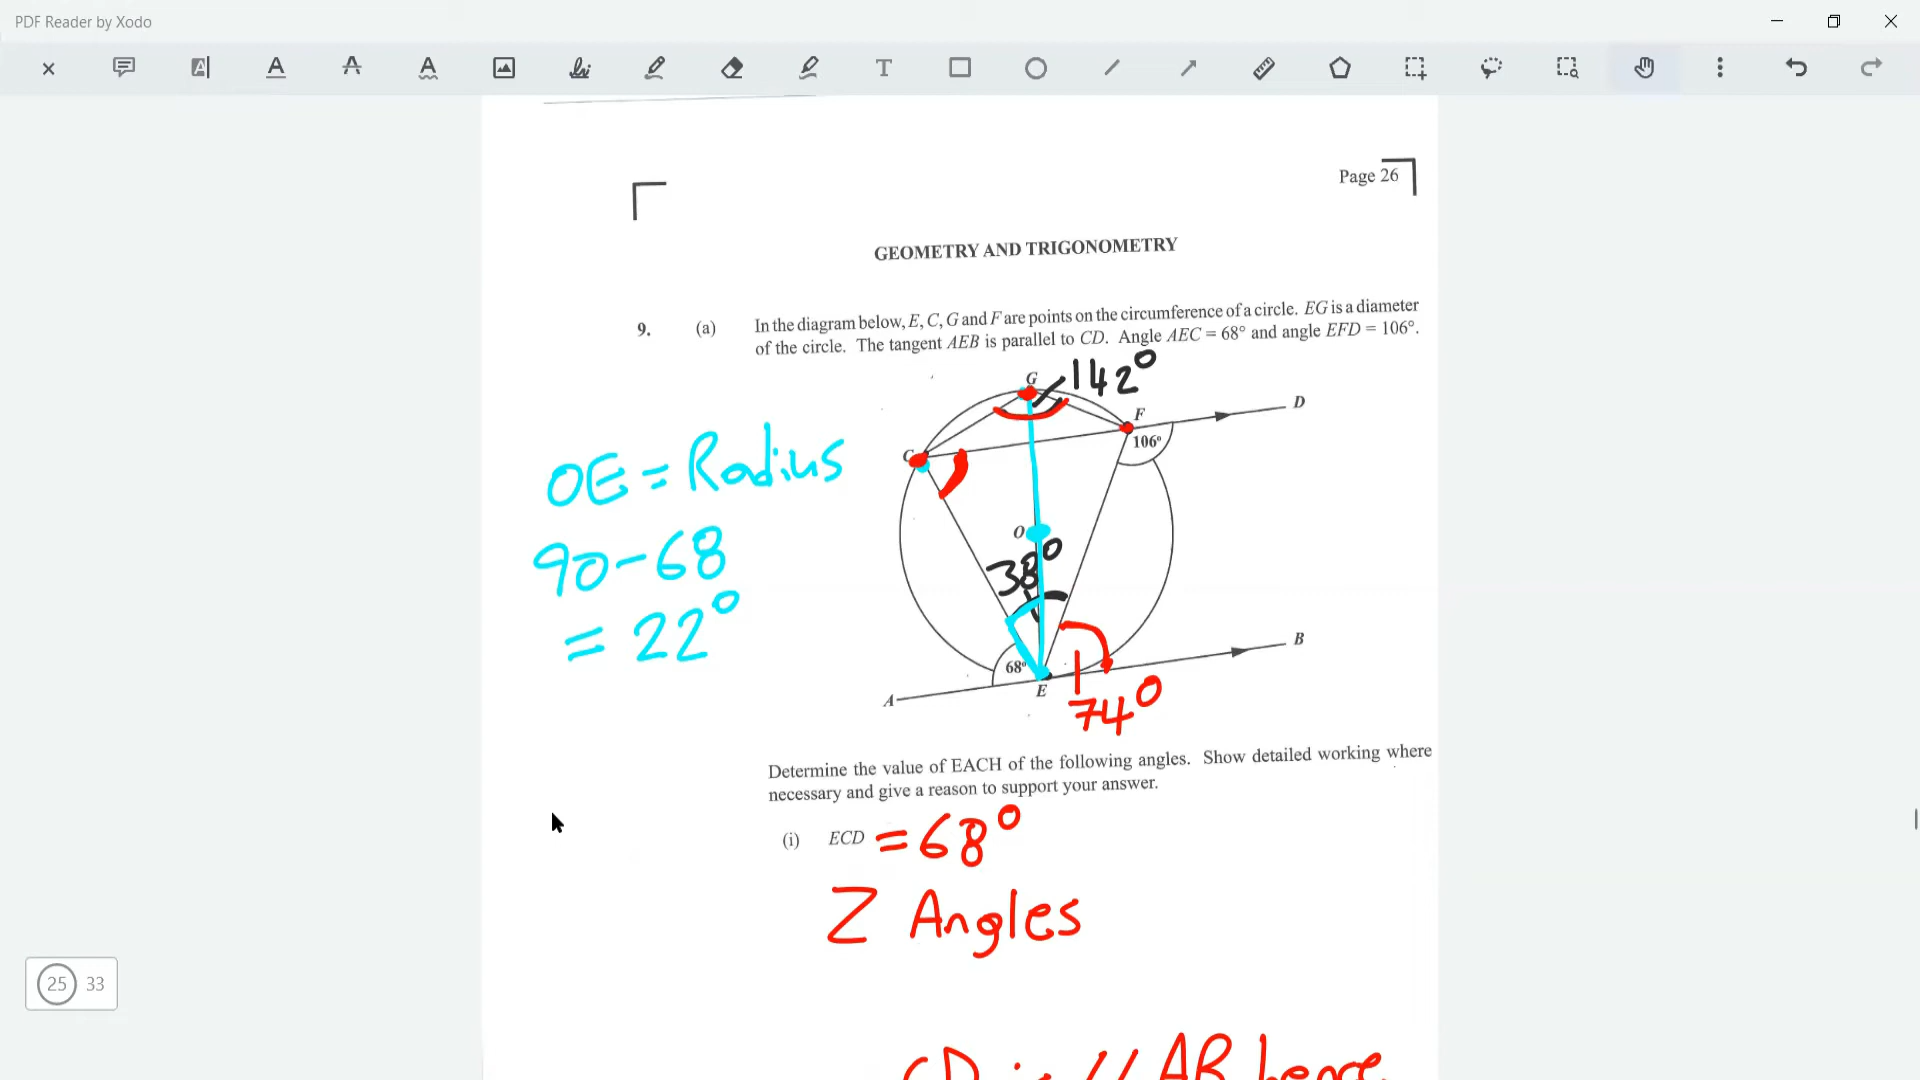 PDF Reader by Xodo
Page 26
GEOMETRY AND TRIGONOMETRY
9. (a) In the diagram below, E, C, G and F are points on the circumference of a circle. EG is a diameter
of the circle. The tangent AEB is parallel to CD. Angle AEC = 68° and angle EFD = 106°.
G
142°
D
F
106°
C
OE = Radius
90-68
= 22°
O
38°
B
68°
A
E
74°
Determine the value of EACH of the following angles. Show detailed working where
necessary and give a reason to support your answer.
(i) ECD = 68°
Z Angles
25 33
CD is // AB hence